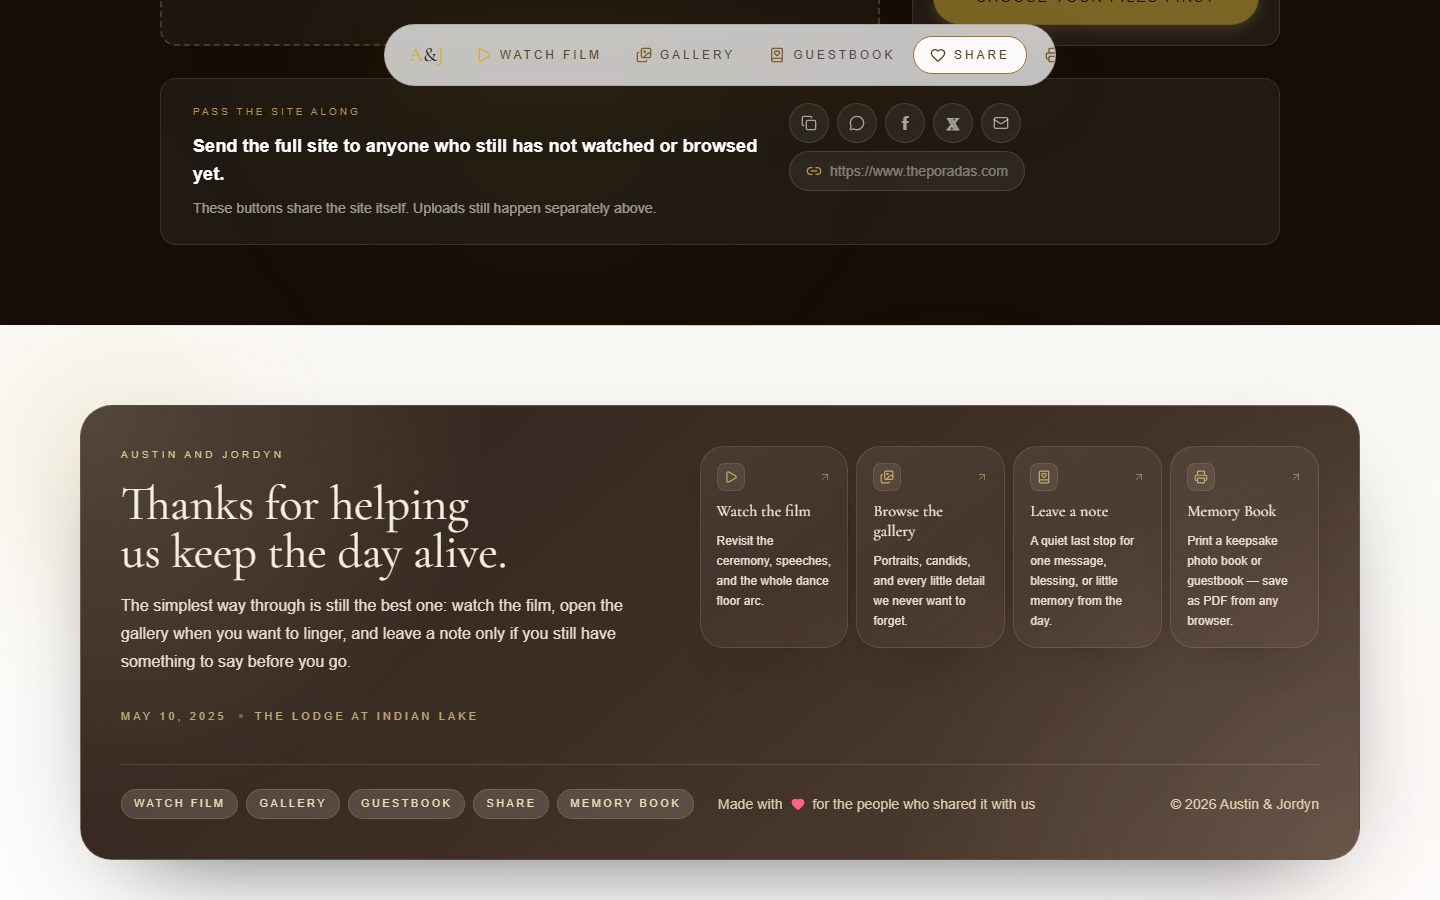 CHOOSE YOUR FILES FIRST
A&J
WATCH FILM
GALLERY
GUESTBOOK
SHARE
PASS THE SITE ALONG
Send the full site to anyone who still has not watched or browsed
yet.
These buttons share the site itself. Uploads still happen separately above.
https://www.theporadas.com
AUSTIN AND JORDYN
Thanks for helping
us keep the day alive.
The simplest way through is still the best one: watch the film, open the
gallery when you want to linger, and leave a note only if you still have
something to say before you go.
MAY 10, 2025 • THE LODGE AT INDIAN LAKE
Watch the film
Revisit the
ceremony, speeches,
and the whole dance
floor arc.
Browse the
gallery
Portraits, candids,
and every little detail
we never want to
forget.
Leave a note
A quiet last stop for
one message,
blessing, or little
memory from the
day.
Memory Book
Print a keepsake
photo book or
guestbook — save
as PDF from any
browser.
WATCH FILM
GALLERY
GUESTBOOK
SHARE
MEMORY BOOK
Made with ♥ for the people who shared it with us
© 2026 Austin & Jordyn